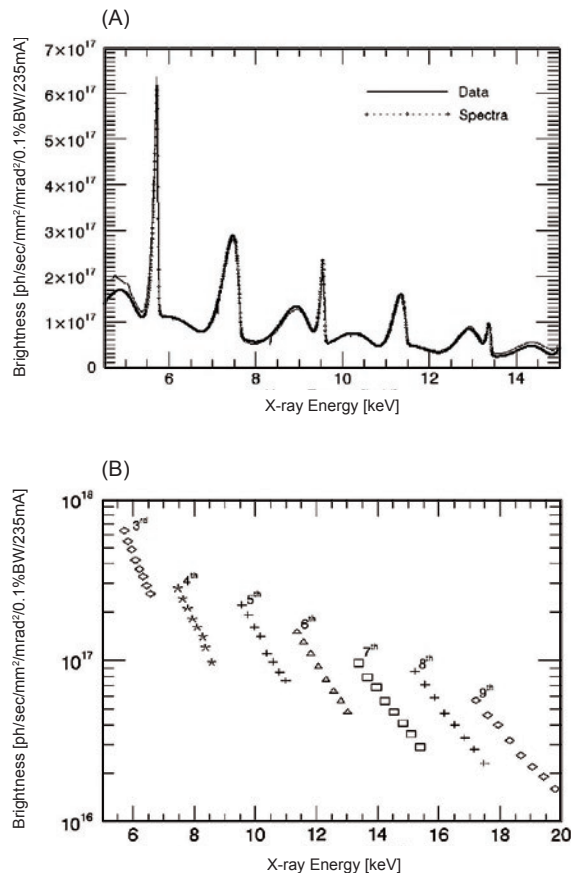 (A)
Brightness [ph/sec/mm²/mrad²/0.1%BW/235mA]
7×10¹⁷
6×10¹⁷
5×10¹⁷
4×10¹⁷
3×10¹⁷
2×10¹⁷
1×10¹⁷
0
Data
Spectra
6 8 10 12 14
X-ray Energy [keV]
(B)
Brightness [ph/sec/mm²/mrad²/0.1%BW/235mA]
10¹⁸
10¹⁷
10¹⁶
3rd
4th
5th
6th
7th
8th
9th
6 8 10 12 14 16 18 20
X-ray Energy [keV]